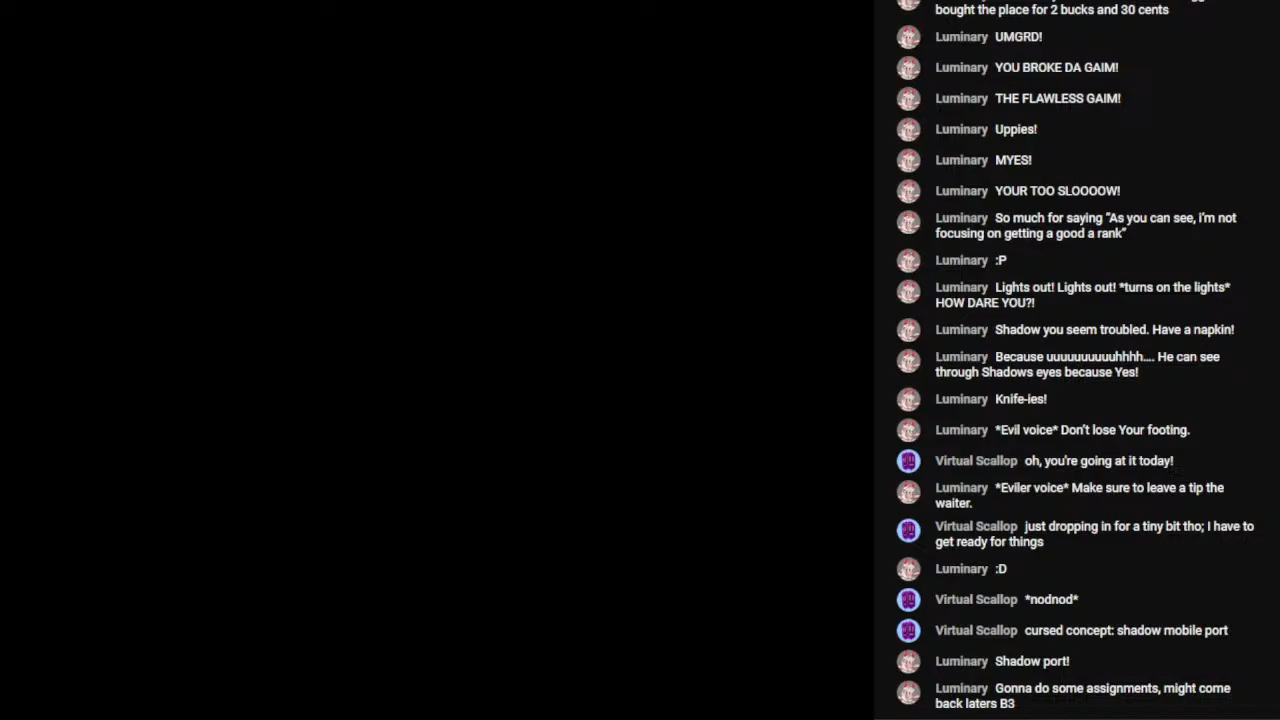 bought the place for 2 bucks and 30 cents
Luminary UMGRD!
Luminary YOU BROKE DA GAIM!
Luminary THE FLAWLESS GAIM!
Luminary Uppies!
Luminary MYES!
Luminary YOUR TOO SLOOOOW!
Luminary So much for saying “As you can see, i’m not
focusing on getting a good a rank”
Luminary :P
Luminary Lights out! Lights out! *turns on the lights*
HOW DARE YOU?!
Luminary Shadow you seem troubled. Have a napkin!
Luminary Because uuuuuuuuuuhhhh.... He can see
through Shadows eyes because Yes!
Luminary Knife-ies!
Luminary *Evil voice* Don’t lose Your footing.
Virtual Scallop oh, you're going at it today!
Luminary *Eviler voice* Make sure to leave a tip the
waiter.
Virtual Scallop just dropping in for a tiny bit tho; I have to
get ready for things
Luminary :D
Virtual Scallop *nodnod*
Virtual Scallop cursed concept: shadow mobile port
Luminary Shadow port!
Luminary Gonna do some assignments, might come
back laters B3